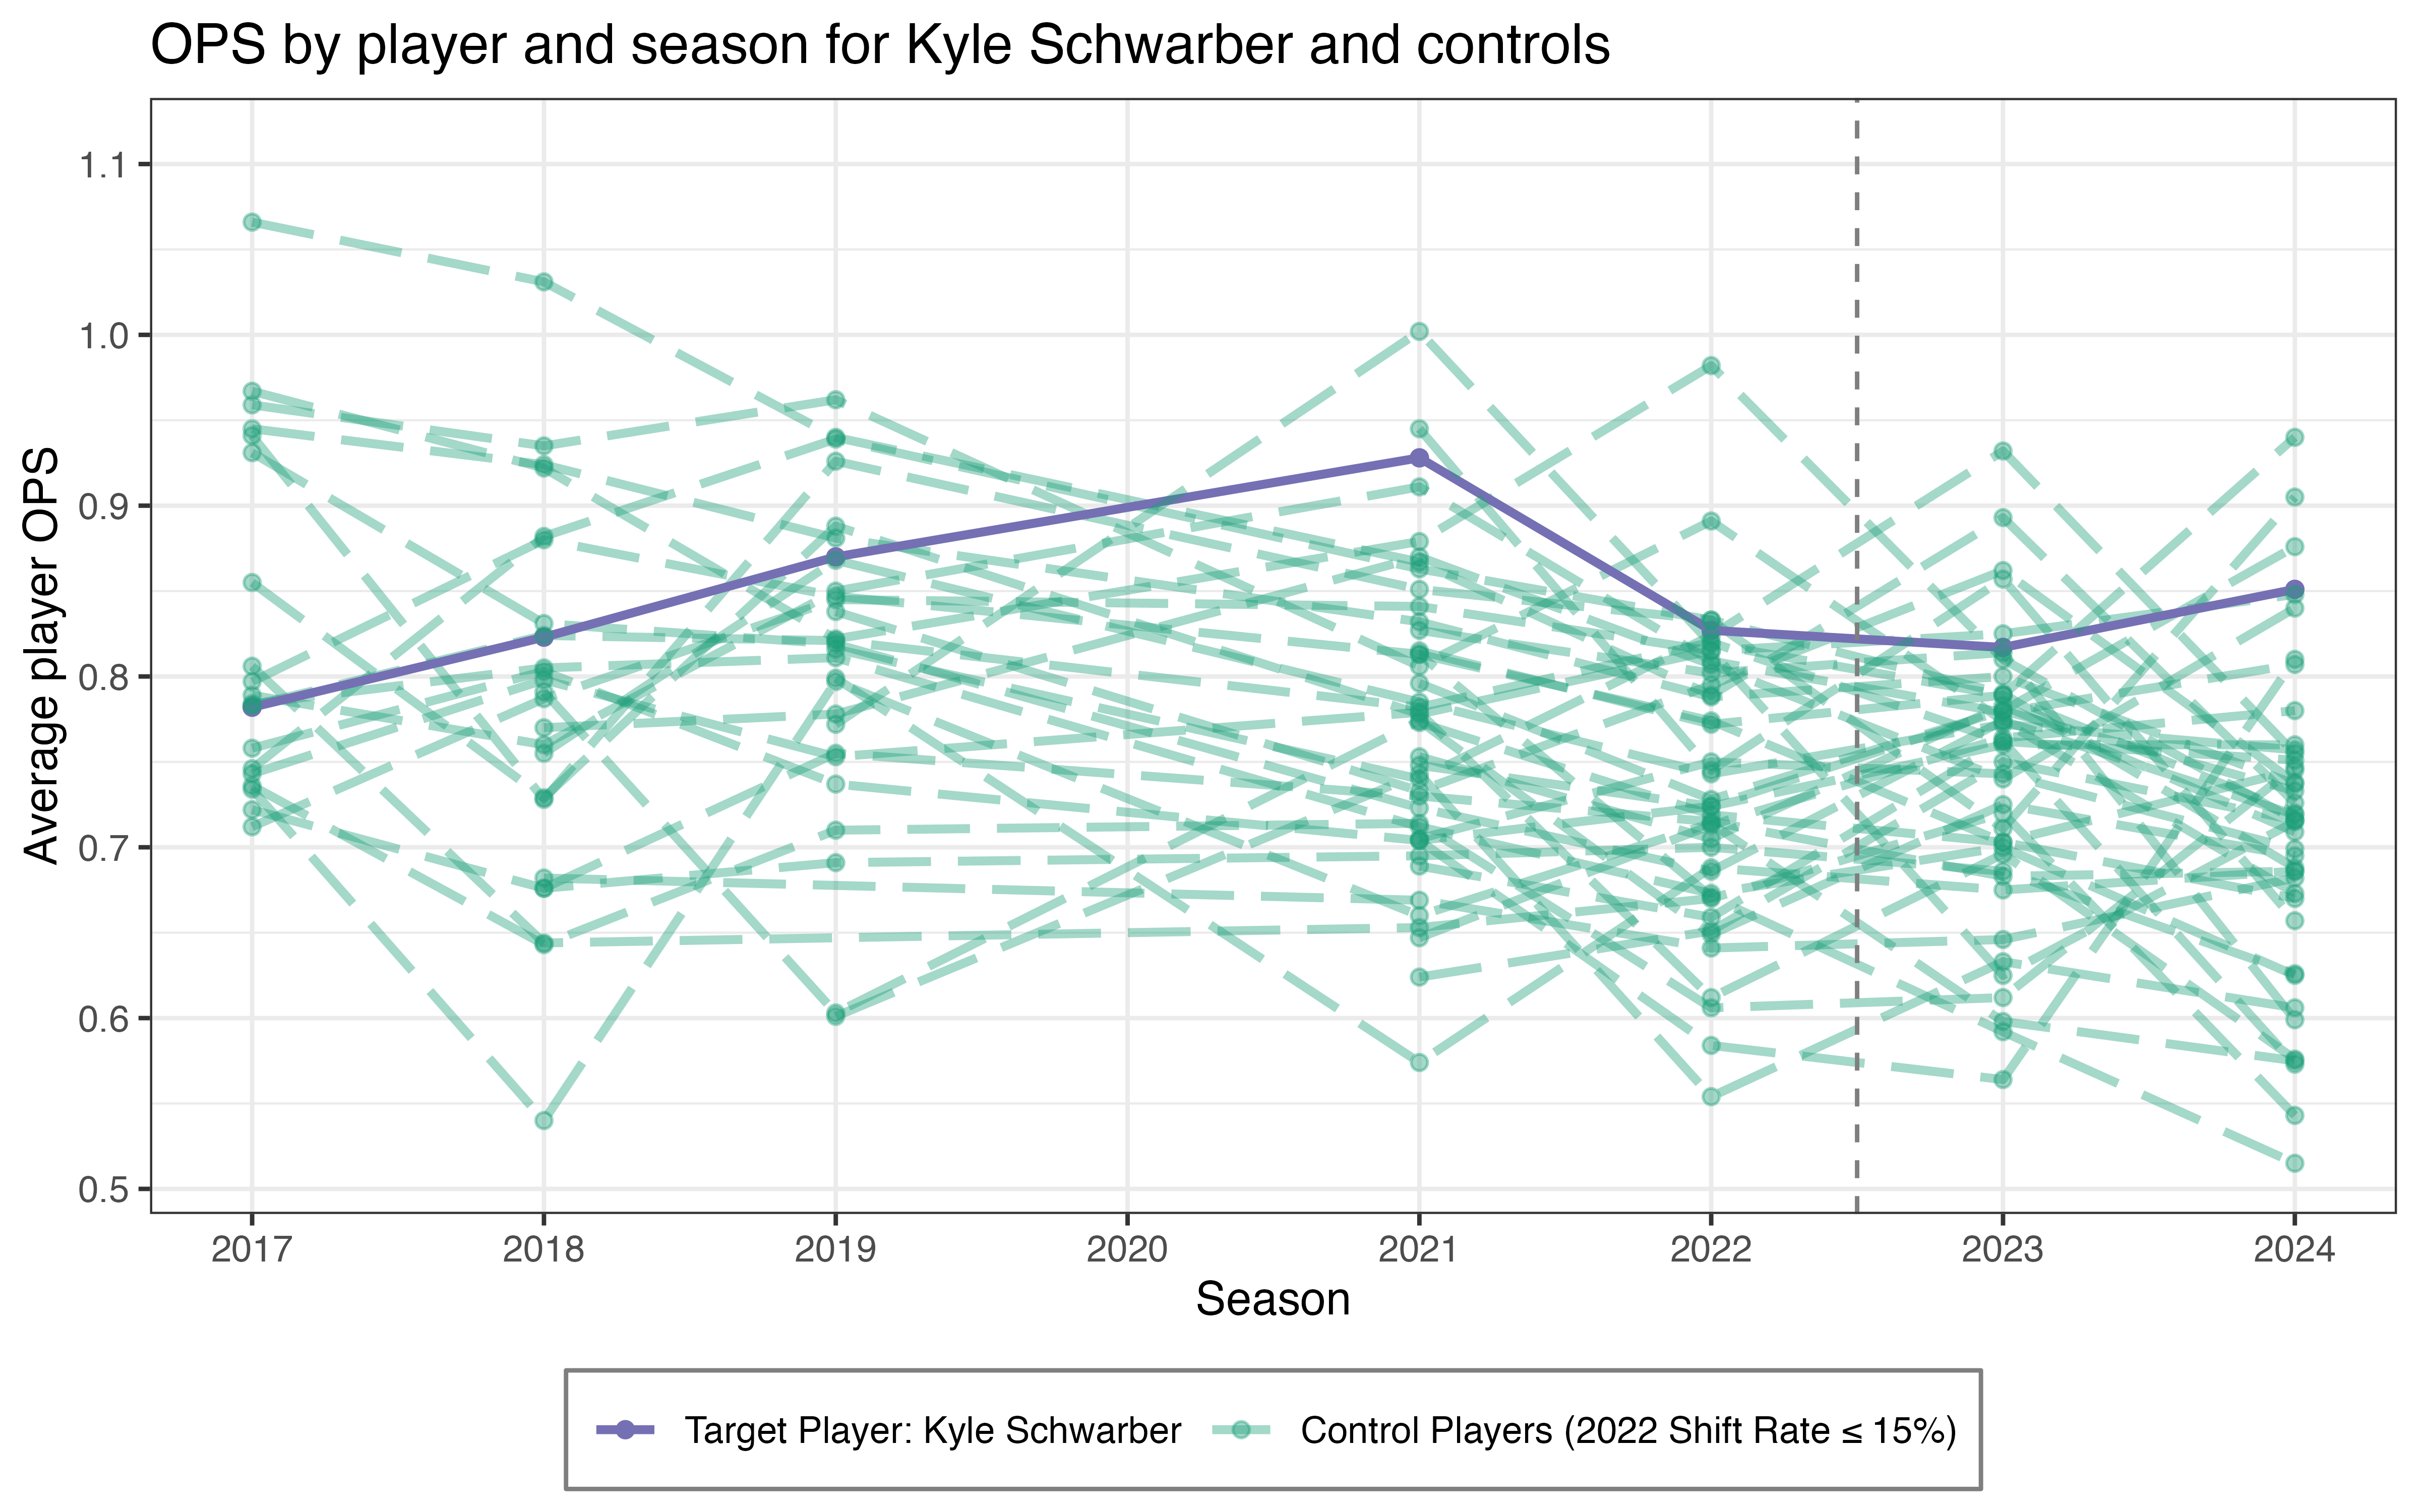 OPS by player and season for Kyle Schwarber and controls
Average player OPS
1.1
1.0
0.9
0.8
0.7
0.6
0.5
2017 2018 2019 2020 2021 2022 2023 2024
Season
Target Player: Kyle Schwarber Control Players (2022 Shift Rate ≤ 15%)